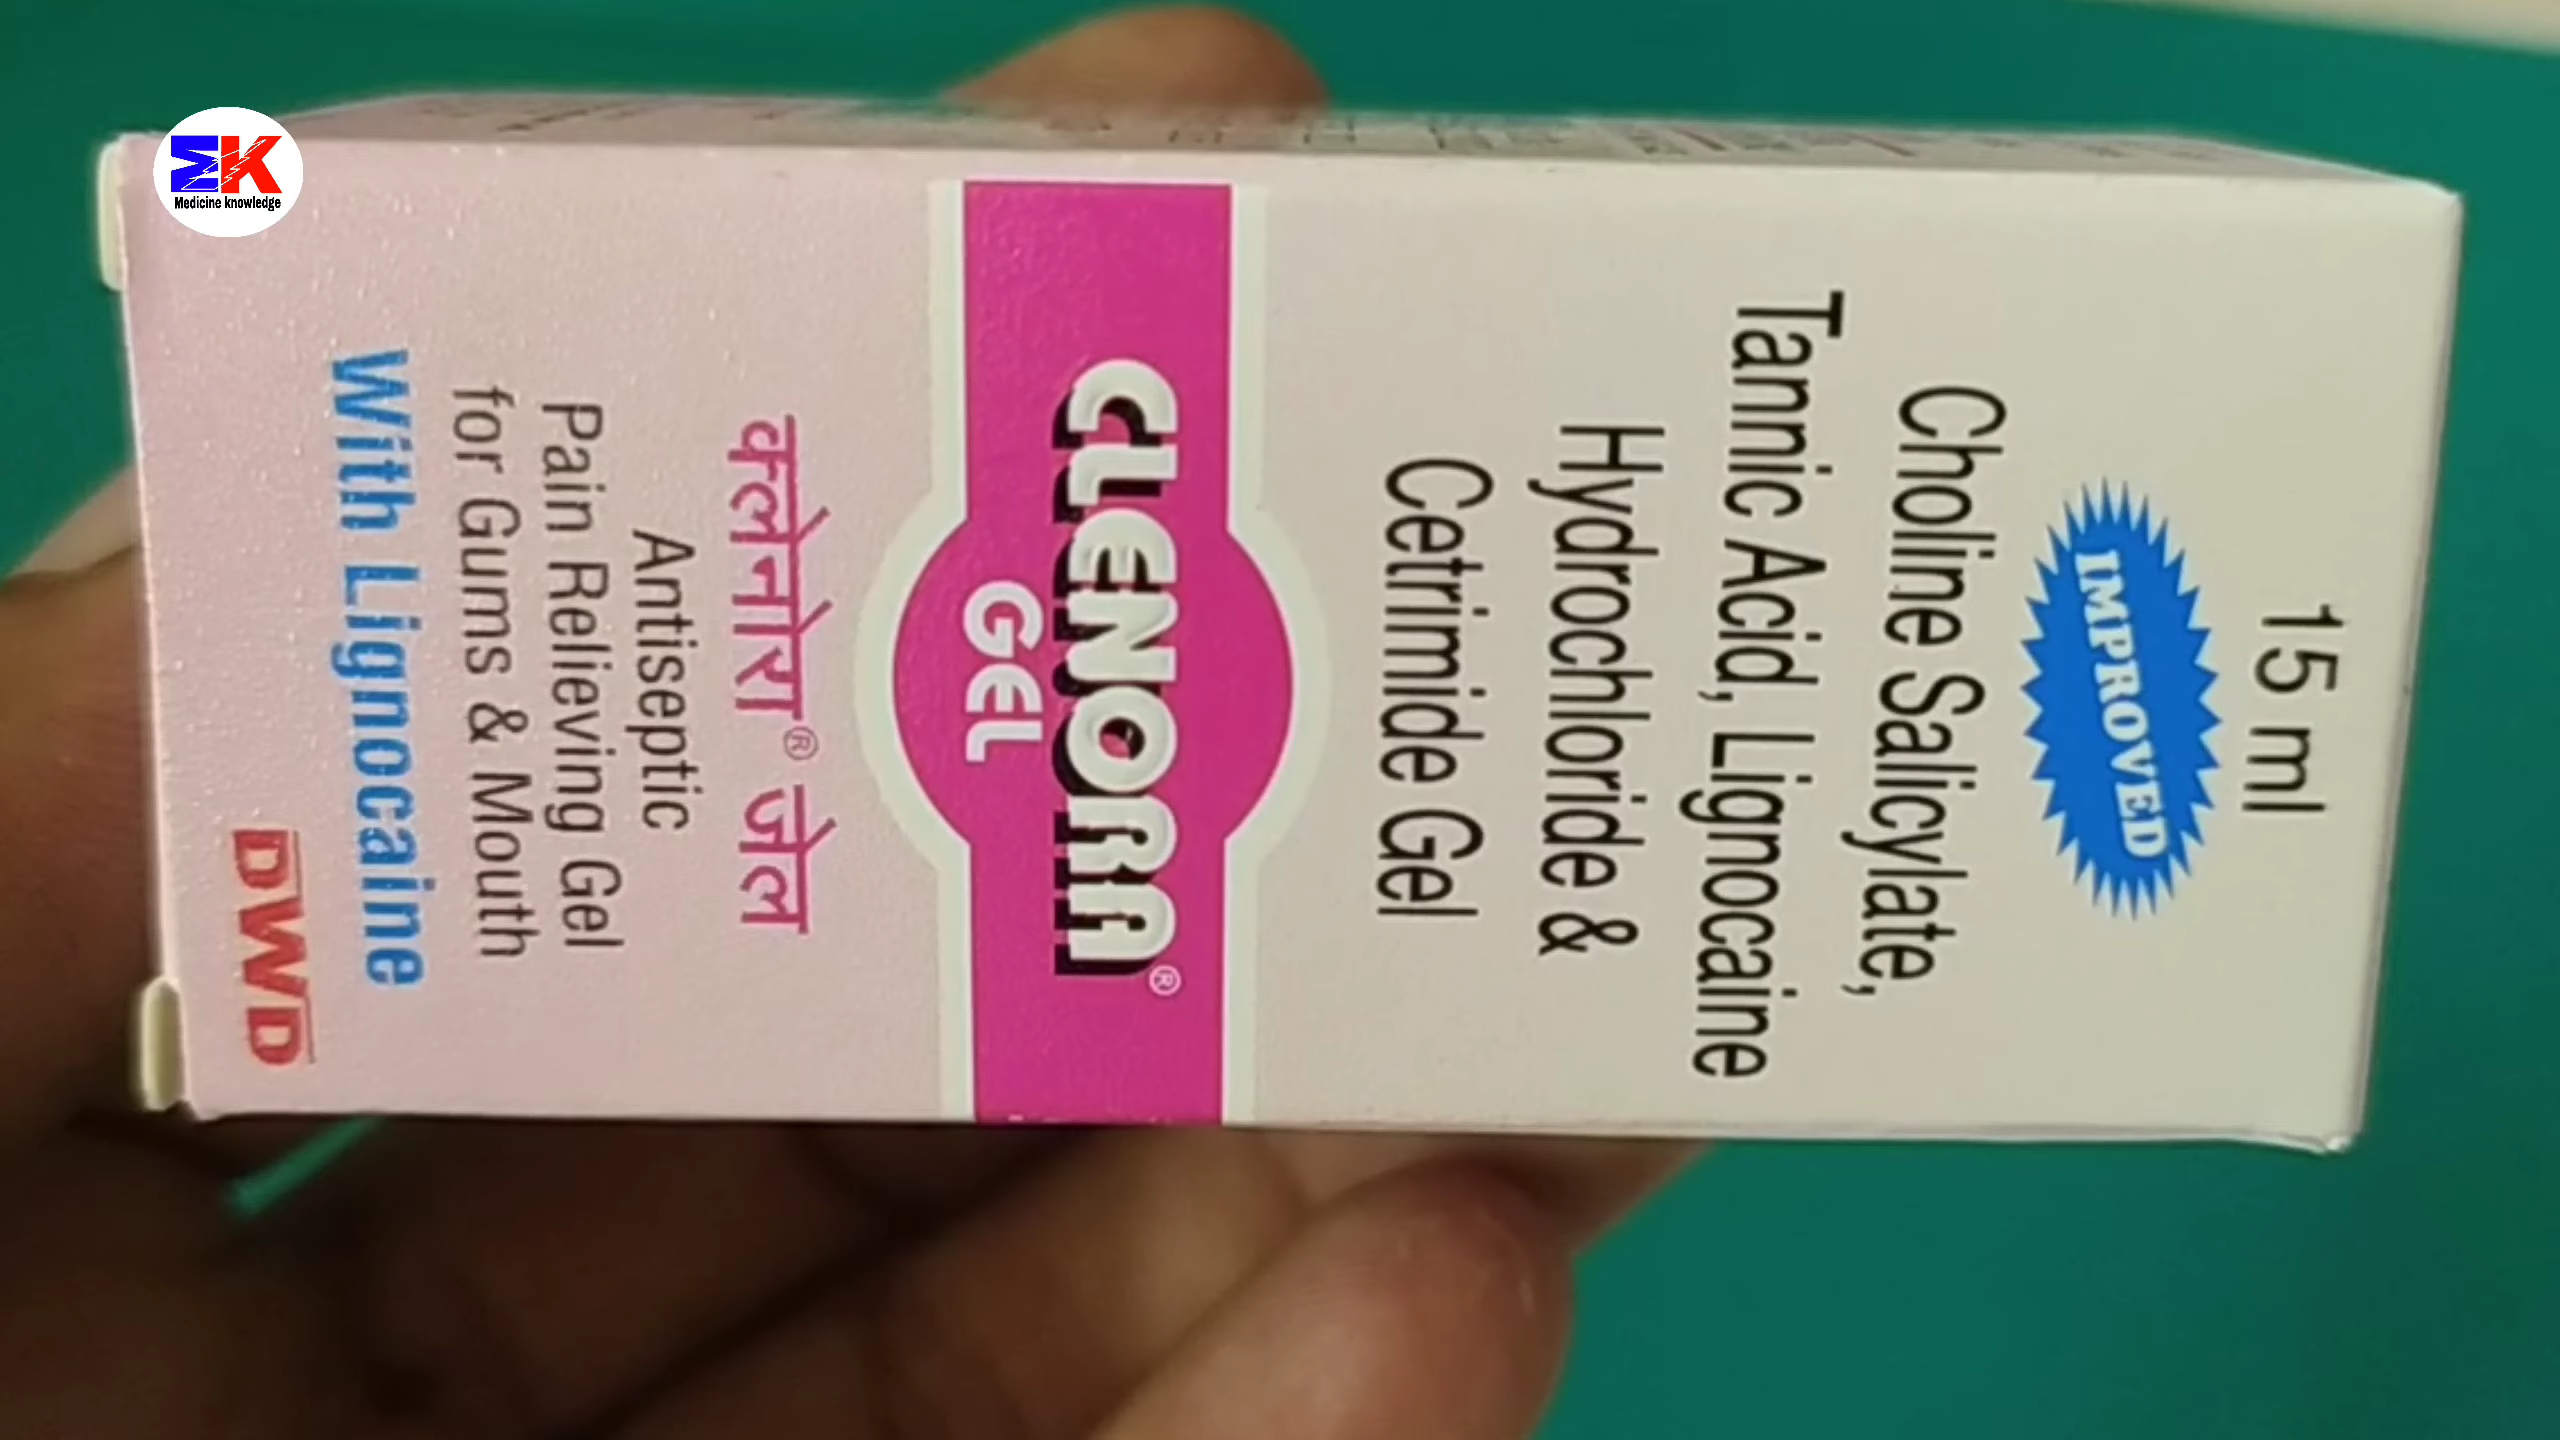 15 ml
IMPROVED
Choline Salicylate,
Tannic Acid, Lignocaine
Hydrochloride &
Cetrimide Gel
CLENORA®
GEL
क्लेनोरा® जेल
Antiseptic
Pain Relieving Gel
for Gums & Mouth
With Lignocaine
DWD
MK
Medicine knowledge